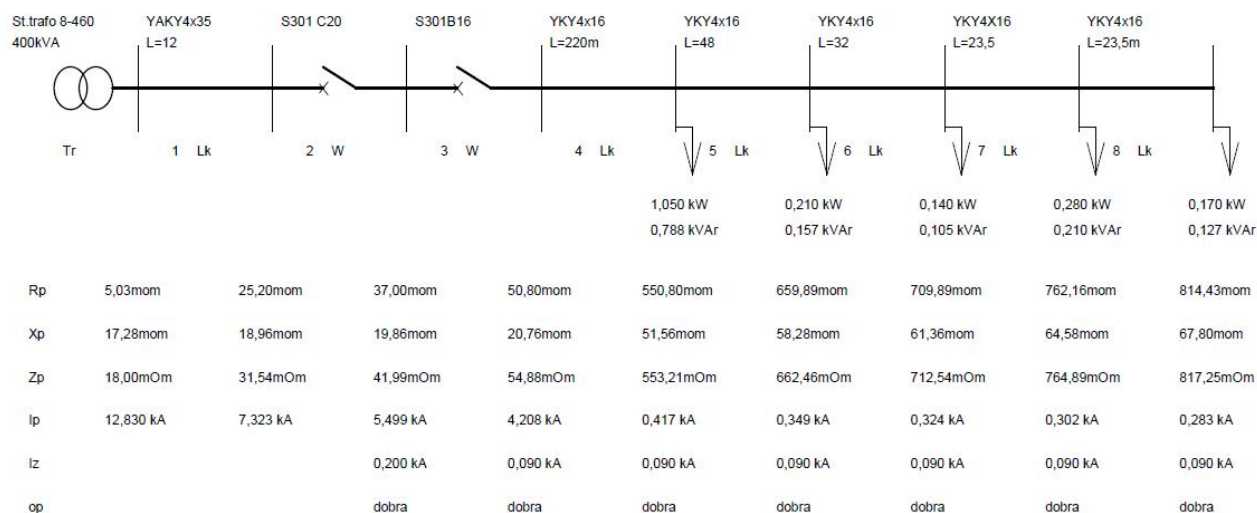 St.trafo 8-460 YAKY4x35 S301 C20 S301B16 YKY4x16 YKY4x16 YKY4x16 YKY4X16 YKY4x16
400kVA L=12 L=220m L=48 L=32 L=23,5 L=23,5m
Tr 1 Lk 2 W 3 W 4 Lk 5 Lk 6 Lk 7 Lk 8 Lk
1,050 kW 0,210 kW 0,140 kW 0,280 kW 0,170 kW
0,788 kVAr 0,157 kVAr 0,105 kVAr 0,210 kVAr 0,127 kVAr
Rp 5,03mom 25,20mom 37,00mom 50,80mom 550,80mom 659,89mom 709,89mom 762,16mom 814,43mom
Xp 17,28mom 18,96mom 19,86mom 20,76mom 51,56mom 58,28mom 61,36mom 64,58mom 67,80mom
Zp 18,00mOm 31,54mOm 41,99mOm 54,88mOm 553,21mOm 662,46mOm 712,54mOm 764,89mOm 817,25mOm
Ip 12,830 kA 7,323 kA 5,499 kA 4,208 kA 0,417 kA 0,349 kA 0,324 kA 0,302 kA 0,283 kA
Iz 0,200 kA 0,090 kA 0,090 kA 0,090 kA 0,090 kA 0,090 kA 0,090 kA
op dobra dobra dobra dobra dobra dobra dobra